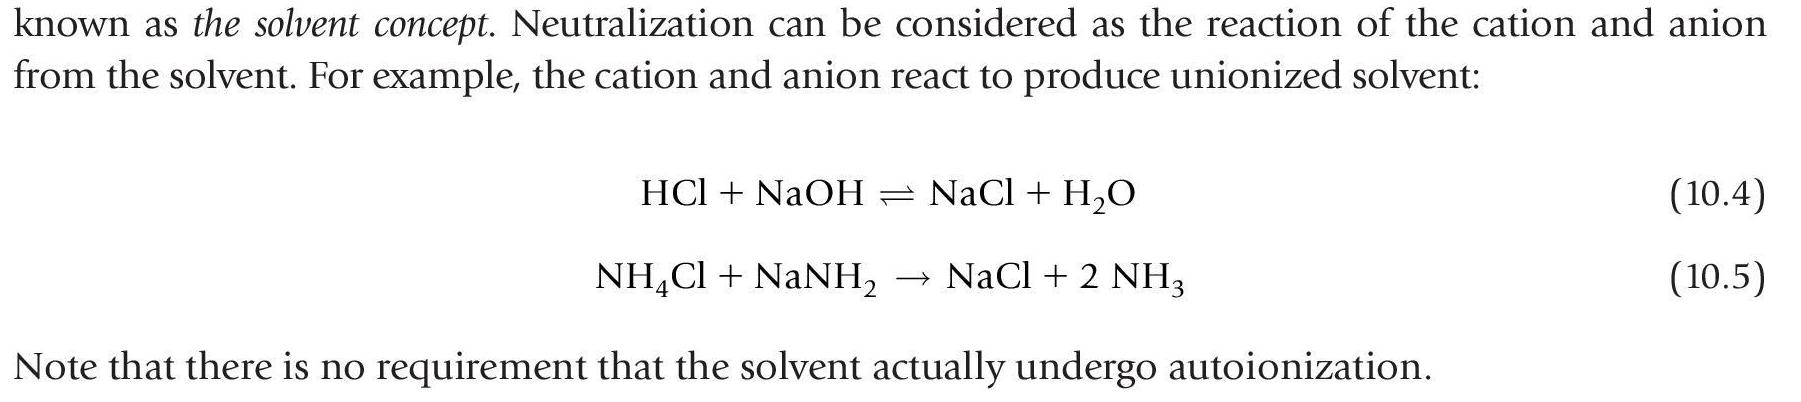 known as the solvent concept. Neutralization can be considered as the reaction of the cation and anion
from the solvent. For example, the cation and anion react to produce unionized solvent:
HCl + NaOH ⇌ NaCl + H₂O (10.4)
NH₄Cl + NaNH₂ → NaCl + 2 NH₃ (10.5)
Note that there is no requirement that the solvent actually undergo autoionization.